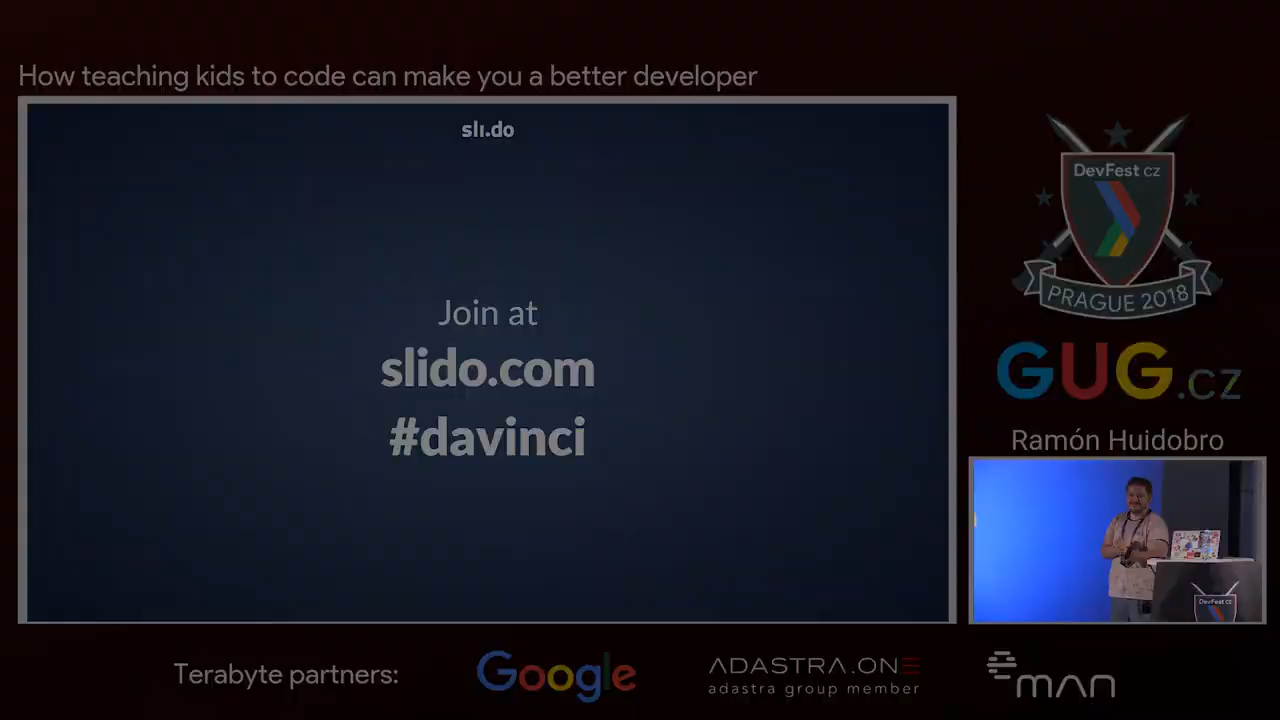 How teaching kids to code can make you a better developer
sli.do
Join at
slido.com
#davinci
DevFest cz
PRAGUE 2018
GUG.cz
Ramón Huidobro
DevFest cz
Terabyte partners:
Google
ADASTRA.ONE
adastra group member
MAN